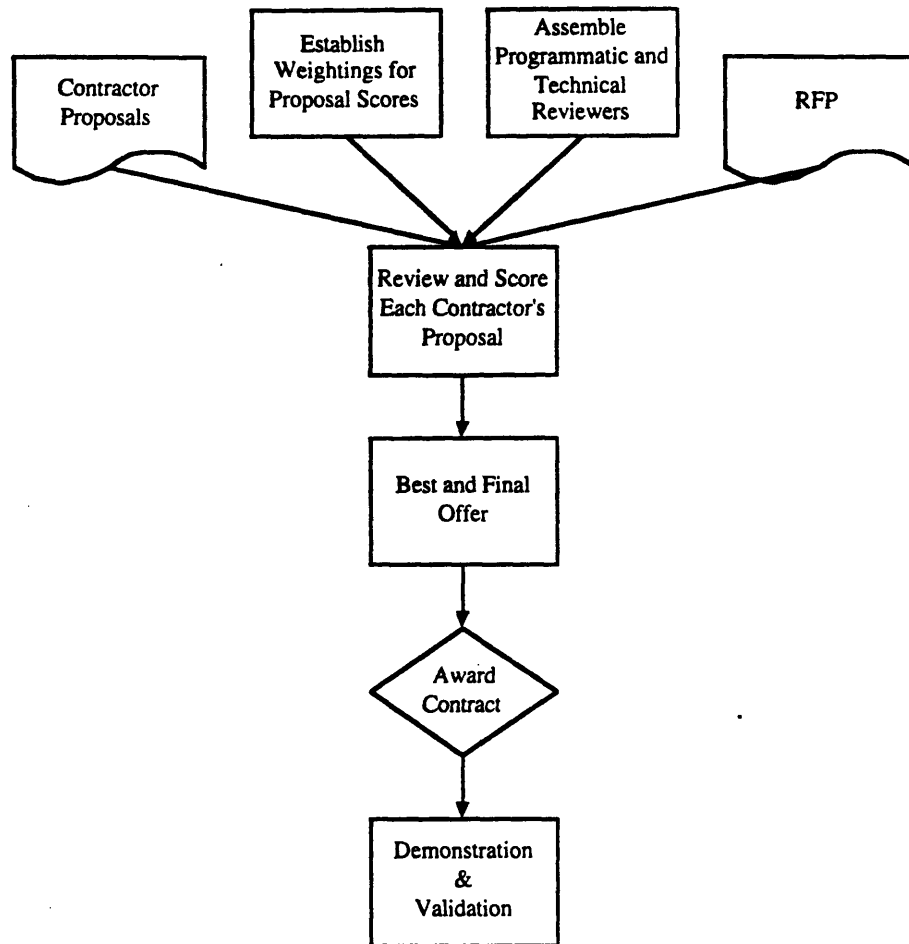 Contractor
Proposals
Establish
Weightings for
Proposal Scores
Assemble
Programmatic and
Technical
Reviewers
RFP
Review and Score
Each Contractor's
Proposal
Best and Final
Offer
Award
Contract
Demonstration
&
Validation